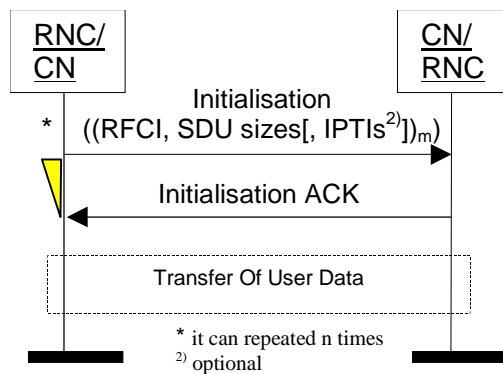 RNC/
CN
CN/
RNC
Initialisation
* ((RFCI, SDU sizes[, IPTIs2)])m)
Initialisation ACK
Transfer Of User Data
* it can repeated n times
2) optional